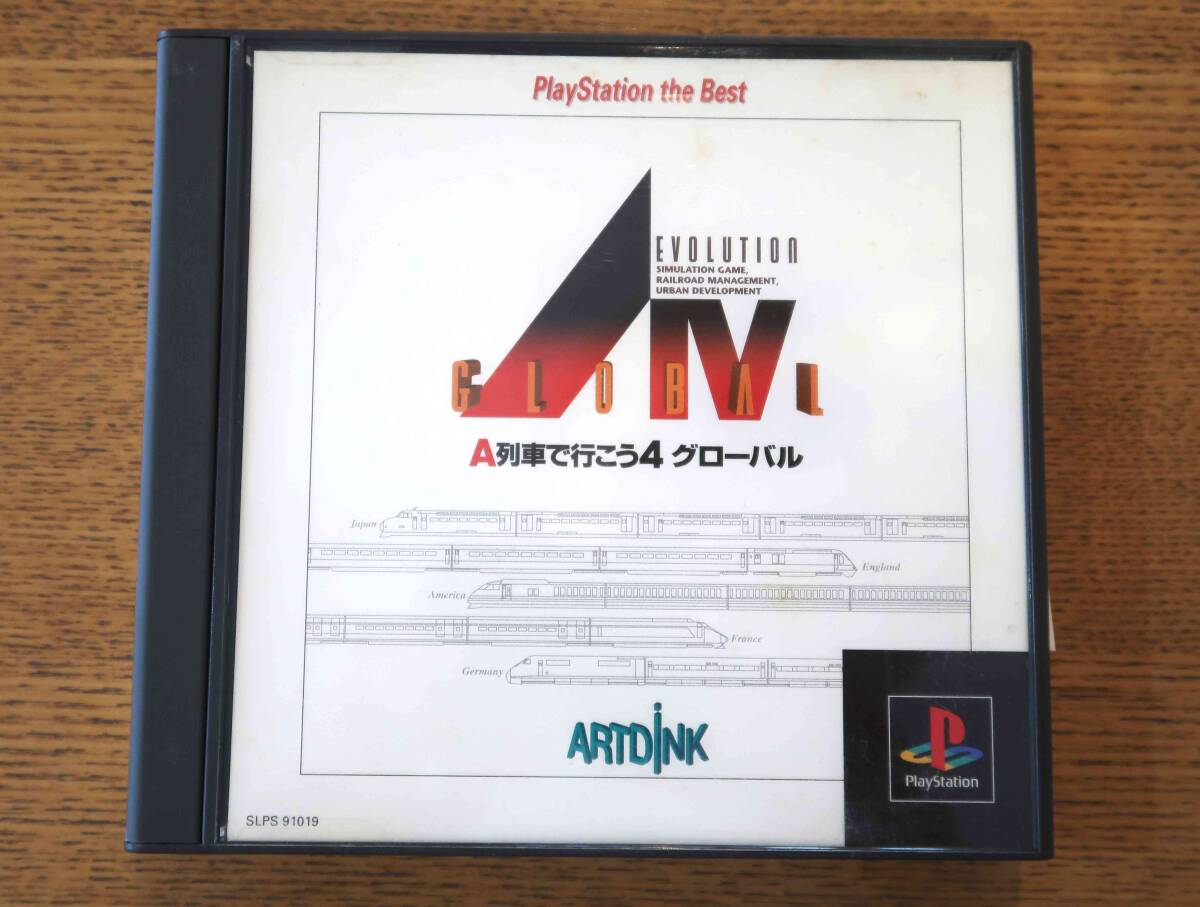 PlayStation the Best
EVOLUTION
SIMULATION GAME,
RAILROAD MANAGEMENT,
URBAN DEVELOPMENT
AIV
GLOBAL
A列車で行こう4 グローバル
Japan
England
America
France
Germany
ARTDINK
PlayStation
SLPS 91019